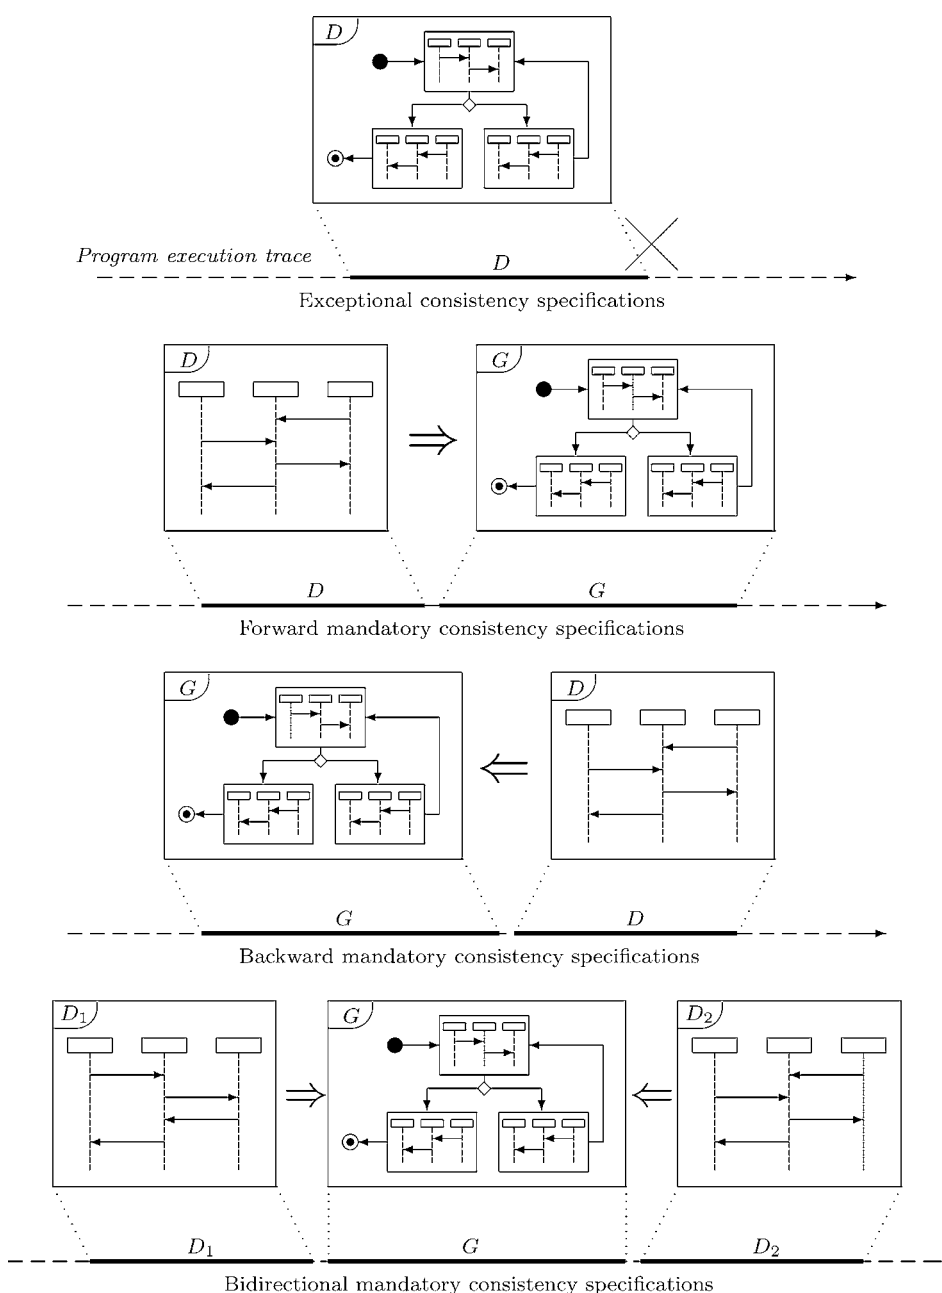 D
Program execution trace
D
Exceptional consistency specifications
D
G
D
G
Forward mandatory consistency specifications
G
D
G
D
Backward mandatory consistency specifications
D₁
G
D₂
D₁
G
D₂
Bidirectional mandatory consistency specifications